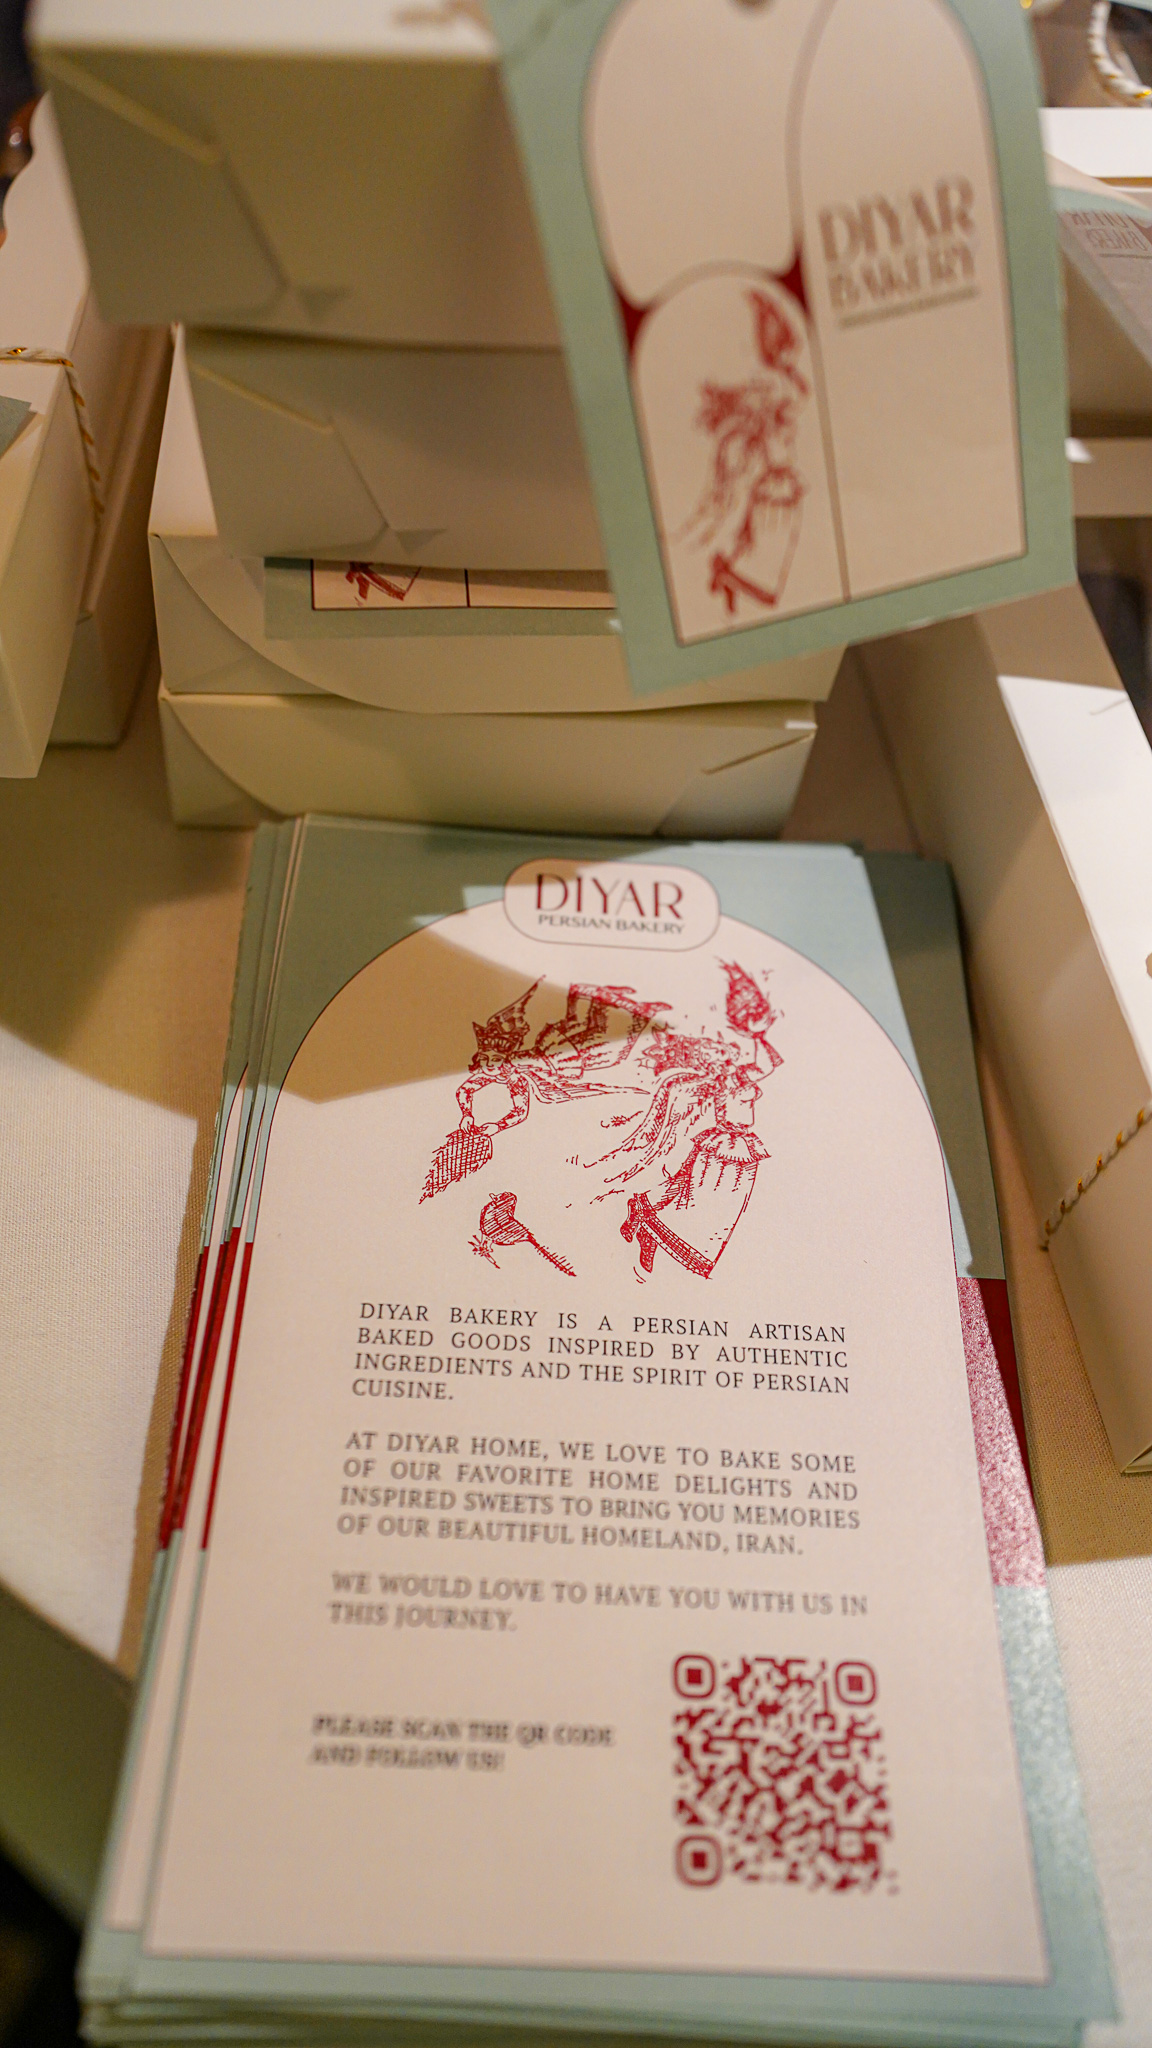 DIYAR
BAKERY
DIYAR
PERSIAN BAKERY
DIYAR BAKERY IS A PERSIAN ARTISAN
BAKED GOODS INSPIRED BY AUTHENTIC
INGREDIENTS AND THE SPIRIT OF PERSIAN
CUISINE.
AT DIYAR HOME, WE LOVE TO BAKE SOME
OF OUR FAVORITE HOME DELIGHTS AND
INSPIRED SWEETS TO BRING YOU MEMORIES
OF OUR BEAUTIFUL HOMELAND, IRAN.
WE WOULD LOVE TO HAVE YOU WITH US IN
THIS JOURNEY.
PLEASE SCAN THE QR CODE
AND FOLLOW US!